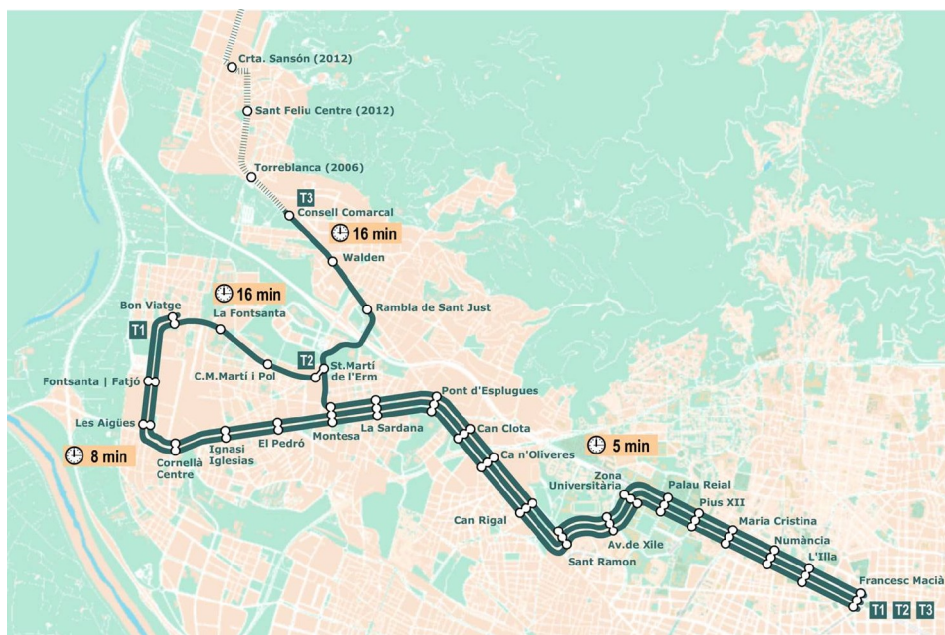 Crta. Sansón (2012)
Sant Feliu Centre (2012)
Torreblanca (2006)
T3
Consell Comarcal
16 min
Walden
16 min
Bon Viatge
La Fontsanta
Rambla de Sant Just
T1
T2
St.Martí
de l'Erm
C.M.Martí i Pol
Fontsanta | Fatjó
Pont d'Esplugues
La Sardana
Les Aigües
Montesa
El Pedró
Ignasi
Iglesias
Can Clota
8 min
Cornellà
Centre
5 min
Ca n'Oliveres
Zona
Universitària
Palau Reial
Pius XII
Can Rigal
Maria Cristina
Av.de Xile
Numància
Sant Ramon
L'Illa
Francesc Macià
T1 T2 T3